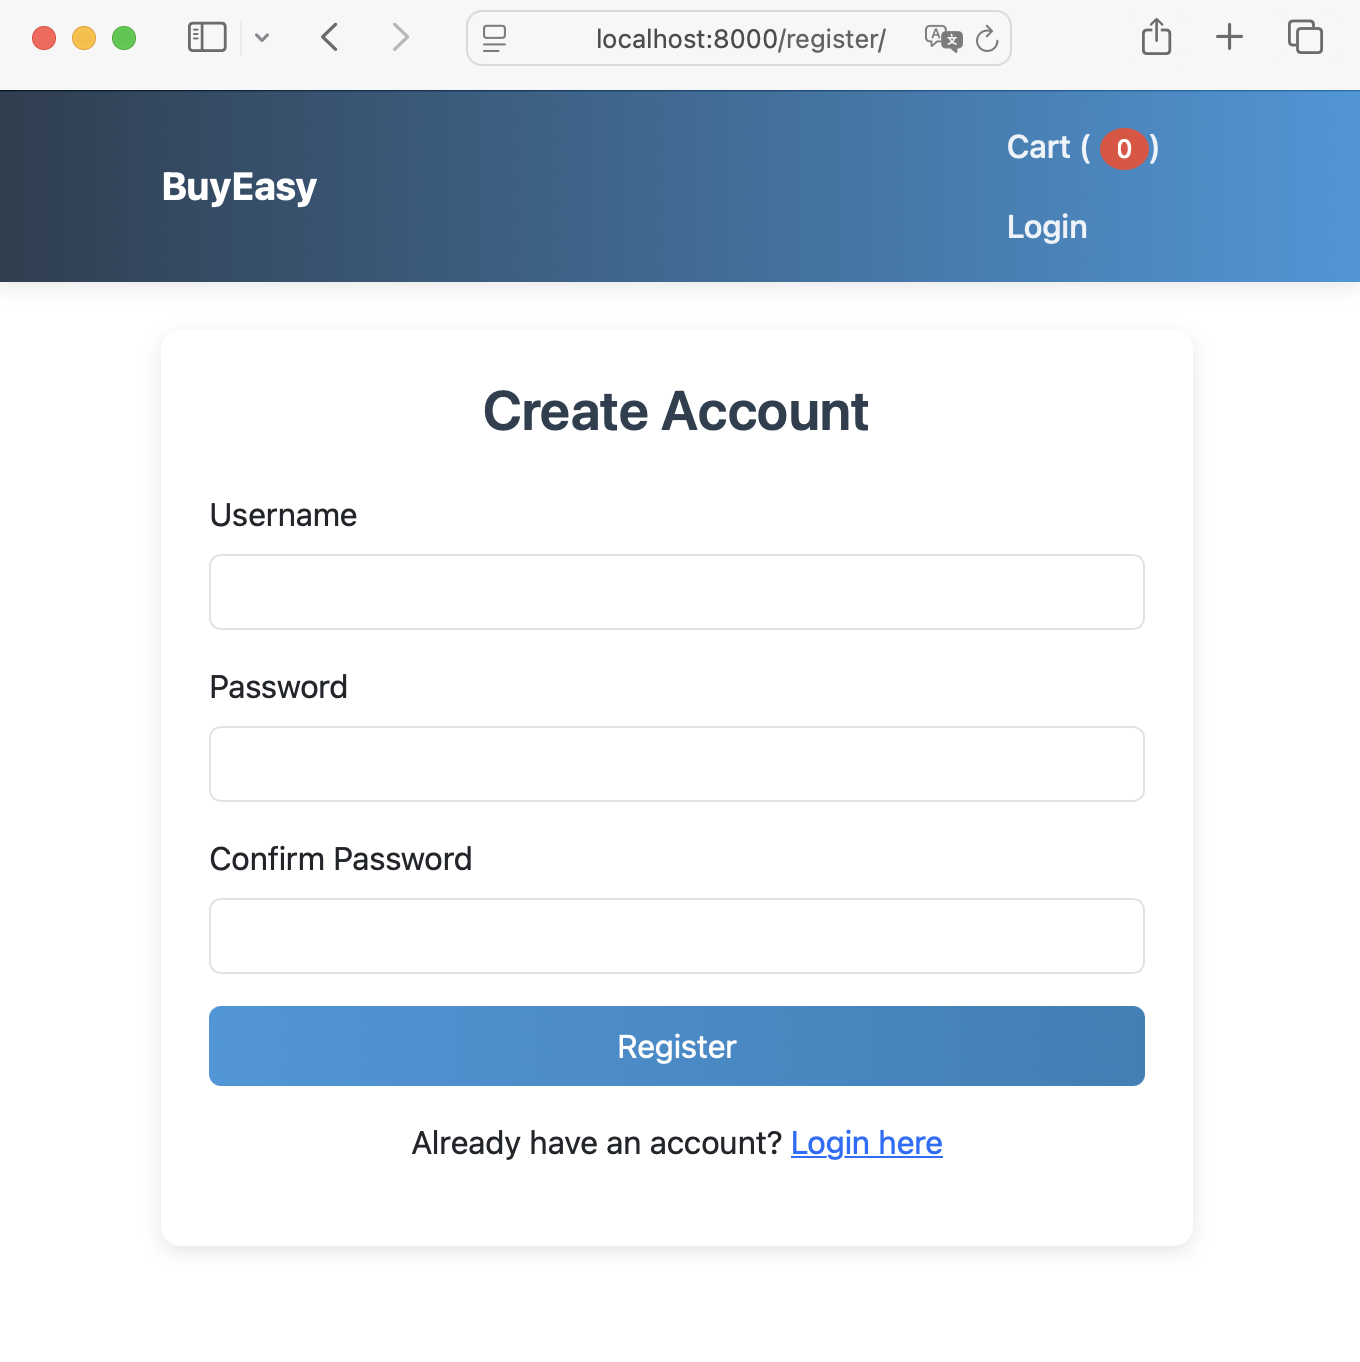 localhost:8000/register/
BuyEasy
Cart ( 0 )
Login
Create Account
Username
Password
Confirm Password
Register
Already have an account? Login here